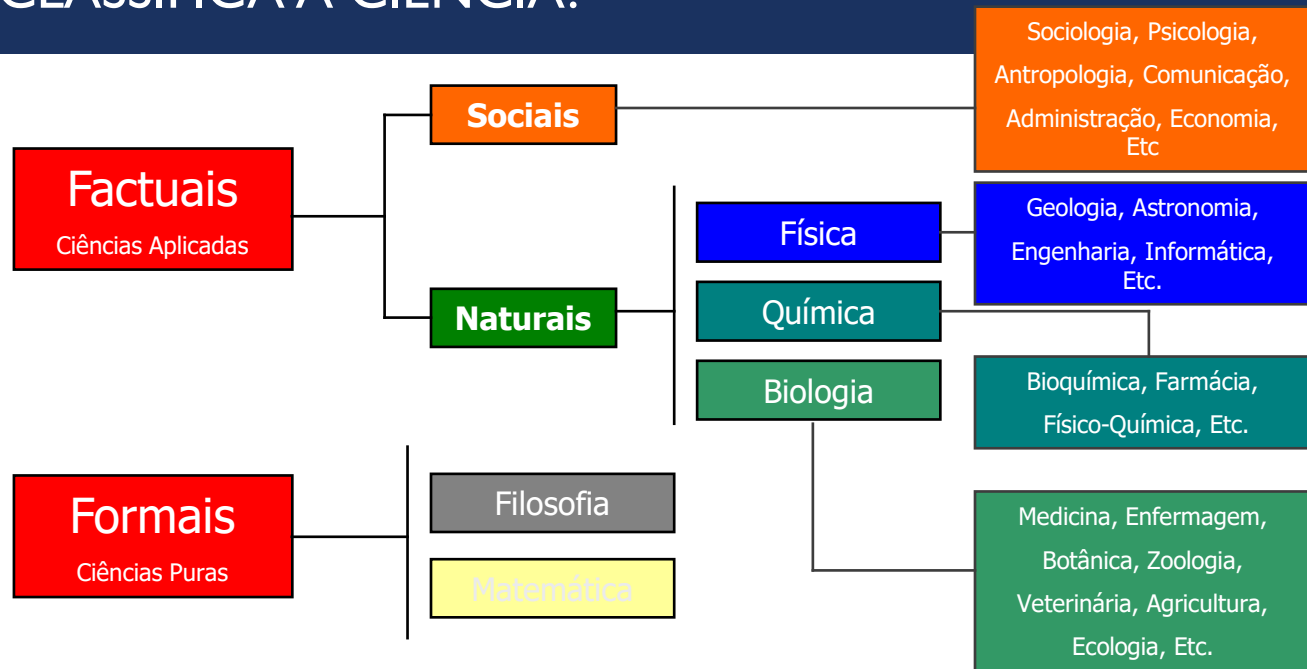 CLASSIFICA A CIÊNCIA?
Sociologia, Psicologia,
Antropologia, Comunicação,
Administração, Economia,
Etc
Sociais
Factuais
Ciências Aplicadas
Geologia, Astronomia,
Engenharia, Informática,
Etc.
Física
Naturais
Química
Biologia
Bioquímica, Farmácia,
Físico-Química, Etc.
Formais
Ciências Puras
Filosofia
Matemática
Medicina, Enfermagem,
Botânica, Zoologia,
Veterinária, Agricultura,
Ecologia, Etc.